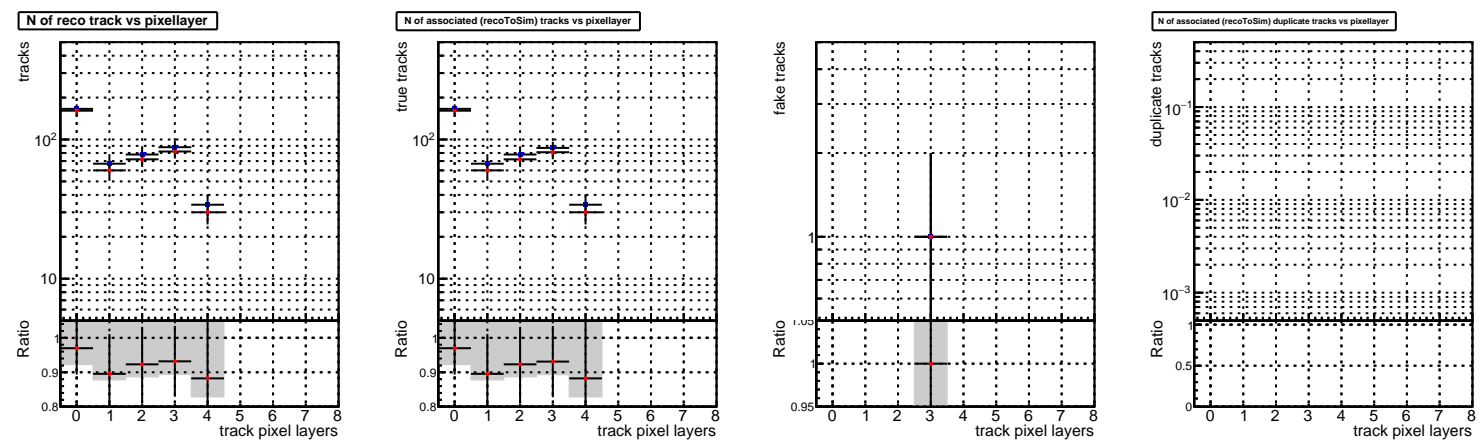 N of reco track vs pixellayer
tracks
10²
10
Ratio
1
0.9
0.8
0 1 2 3 4 5 6 7 8
track pixel layers
N of associated (recoToSim) tracks vs pixellayer
true tracks
10²
10
Ratio
1
0.9
0.8
0 1 2 3 4 5 6 7 8
track pixel layers
fake tracks
1
Ratio
1.05
1
0.95
0 1 2 3 4 5 6 7 8
track pixel layers
N of associated (recoToSim) duplicate tracks vs pixellayer
duplicate tracks
10⁻¹
10⁻²
10⁻³
Ratio
1
0.5
0
0 1 2 3 4 5 6 7 8
track pixel layers